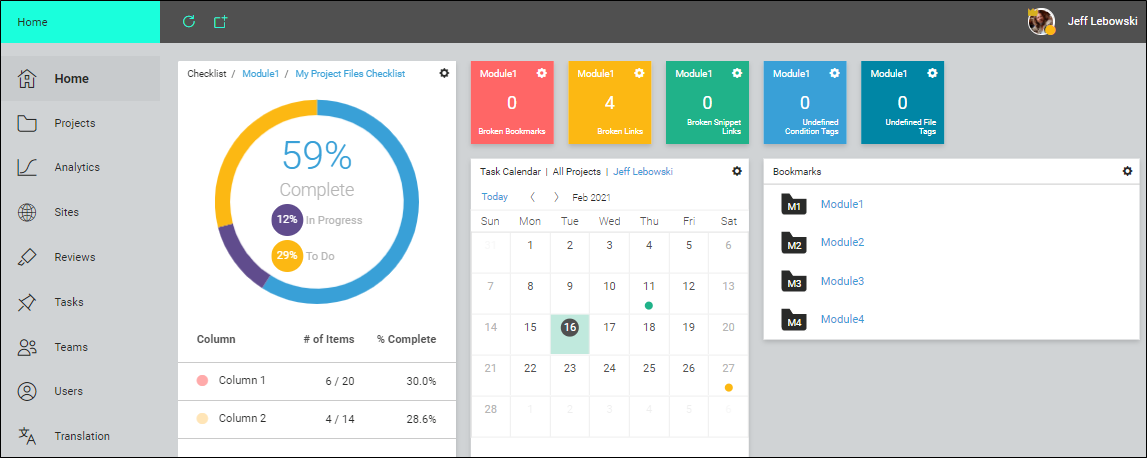 Home
Jeff Lebowski
Home
Projects
Analytics
Sites
Reviews
Tasks
Teams
Users
Translation
Checklist / Module1 / My Project Files Checklist
59%
Complete
12% In Progress
29% To Do
Column # of Items % Complete
Column 1 6 / 20 30.0%
Column 2 4 / 14 28.6%
Module1
0
Broken Bookmarks
Module1
4
Broken Links
Module1
0
Broken Snippet
Links
Module1
0
Undefined
Condition Tags
Module1
0
Undefined File
Tags
Task Calendar | All Projects | Jeff Lebowski
Today Feb 2021
Sun Mon Tue Wed Thu Fri Sat
31 1 2 3 4 5 6
7 8 9 10 11 12 13
14 15 16 17 18 19 20
21 22 23 24 25 26 27
28 1 2 3 4 5 6
Bookmarks
M1 Module1
M2 Module2
M3 Module3
M4 Module4